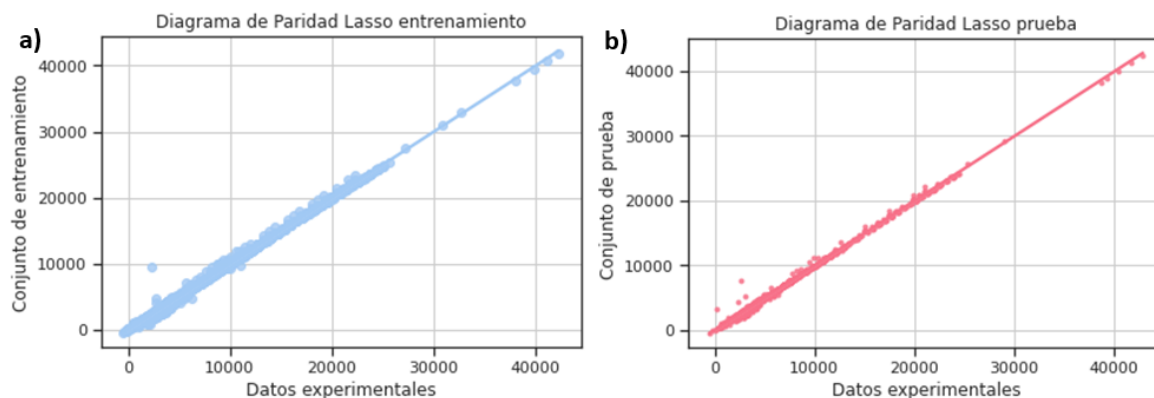 a)
Diagrama de Paridad Lasso entrenamiento
Conjunto de entrenamiento
40000
30000
20000
10000
0
0 10000 20000 30000 40000
Datos experimentales
b)
Diagrama de Paridad Lasso prueba
Conjunto de prueba
40000
30000
20000
10000
0
0 10000 20000 30000 40000
Datos experimentales